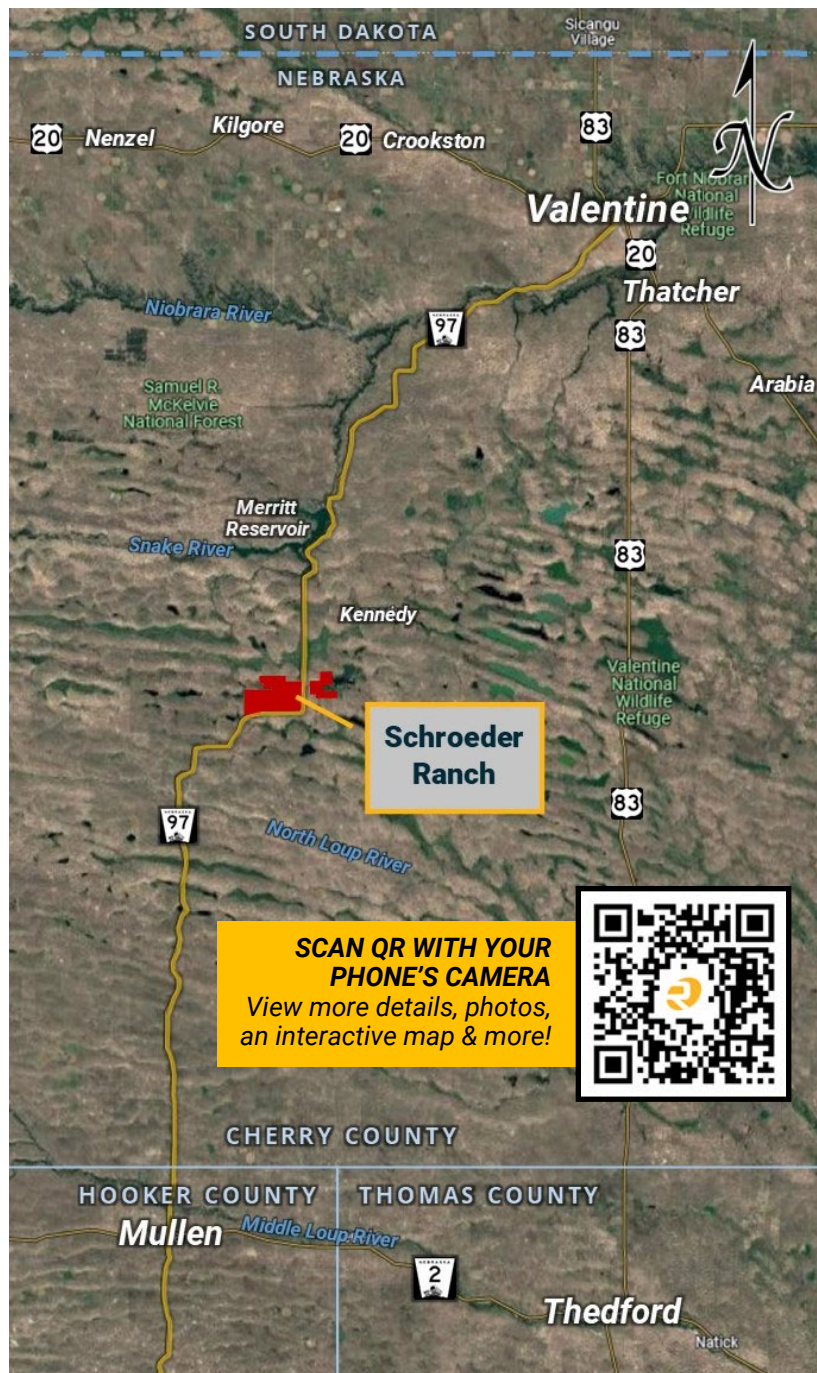 SOUTH DAKOTA
Sicangu
Village
NEBRASKA
20
Nenzel
Kilgore
20
Crookston
83
N
Fort Niobrara
National
Wildlife
Refuge
Valentine
20
Thatcher
Niobrara River
NEBRASKA
97
83
Arabia
Samuel R.
McKelvie
National Forest
Merritt
Reservoir
Snake River
83
Kennedy
Valentine
National
Wildlife
Refuge
Schroeder
Ranch
83
NEBRASKA
97
North Loup River
SCAN QR WITH YOUR
PHONE'S CAMERA
View more details, photos,
an interactive map & more!
CHERRY COUNTY
HOOKER COUNTY
THOMAS COUNTY
Mullen
Middle Loup River
NEBRASKA
2
Thedford
Natick